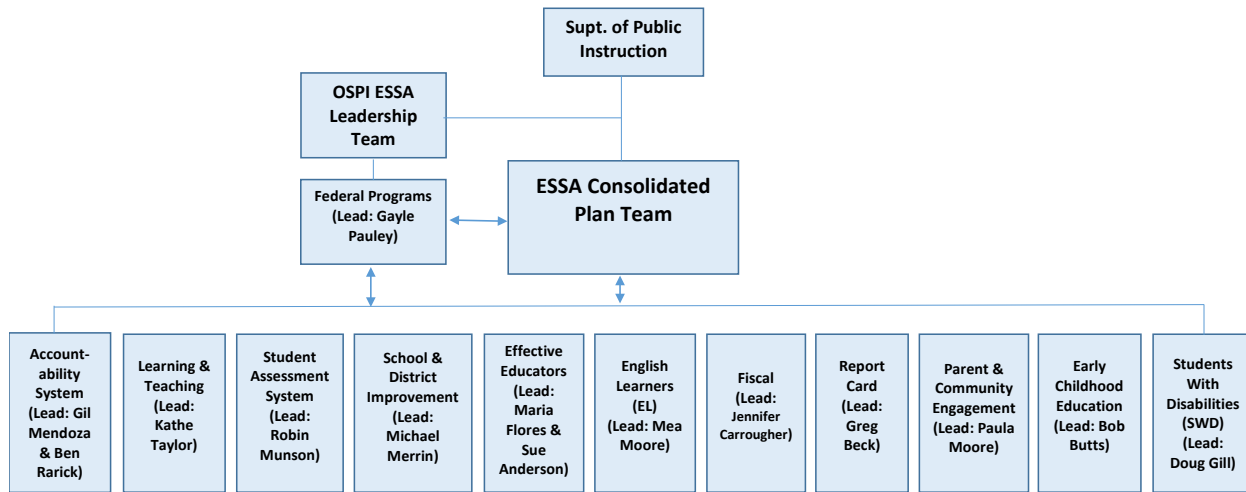 Supt. of Public
Instruction
OSPI ESSA
Leadership
Team
Federal Programs
(Lead: Gayle
Pauley)
ESSA Consolidated
Plan Team
Account-
ability
System
(Lead: Gil
Mendoza
& Ben
Rarick)
Learning &
Teaching
(Lead:
Kathe
Taylor)
Student
Assessment
System
(Lead:
Robin
Munson)
School &
District
Improvement
(Lead:
Michael
Merrin)
Effective
Educators
(Lead:
Maria
Flores &
Sue
Anderson)
English
Learners
(EL)
(Lead: Mea
Moore)
Fiscal
(Lead: Jennifer
Carrougher)
Report
Card
(Lead:
Greg
Beck)
Parent &
Community
Engagement
(Lead: Paula
Moore)
Early
Childhood
Education
(Lead: Bob
Butts)
Students
With
Disabilities
(SWD)
(Lead:
Doug Gill)